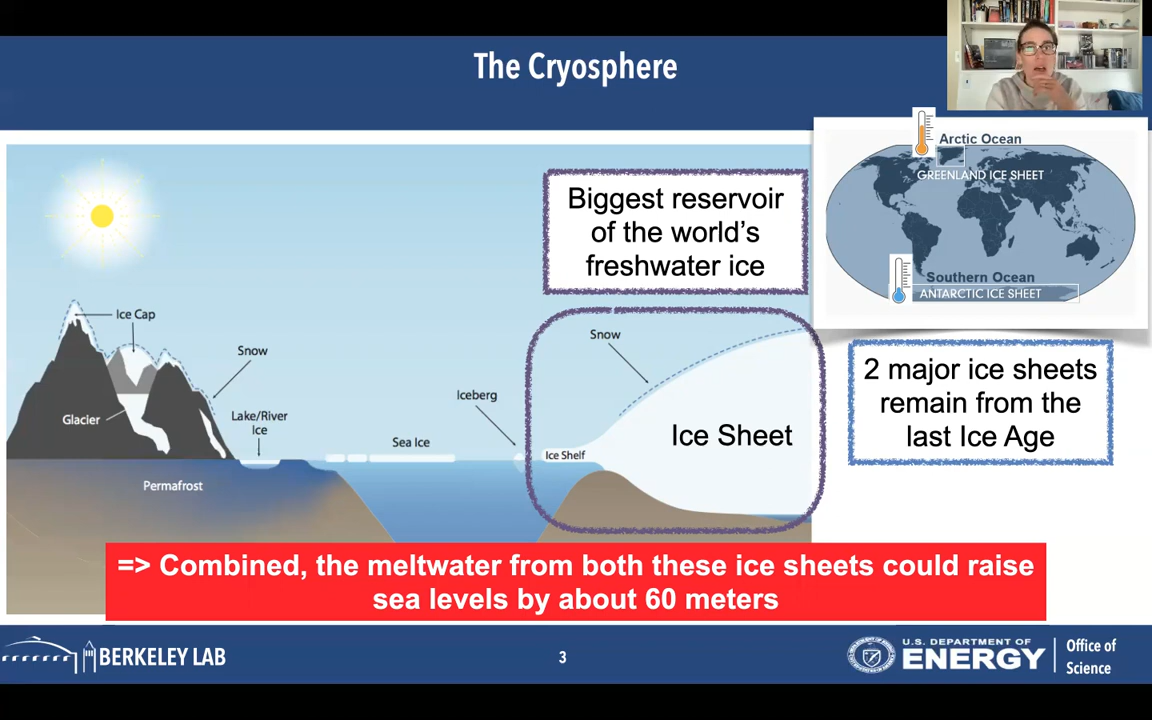 The Cryosphere
Arctic Ocean
GREENLAND ICE SHEET
Southern Ocean
ANTARCTIC ICE SHEET
Biggest reservoir
of the world's
freshwater ice
Ice Cap
Snow
Glacier
Lake/River
Ice
Permafrost
Sea Ice
Iceberg
Snow
Ice Shelf
Ice Sheet
2 major ice sheets
remain from the
last Ice Age
=> Combined, the meltwater from both these ice sheets could raise
sea levels by about 60 meters
BERKELEY LAB
3
U.S. DEPARTMENT OF
ENERGY
Office of
Science